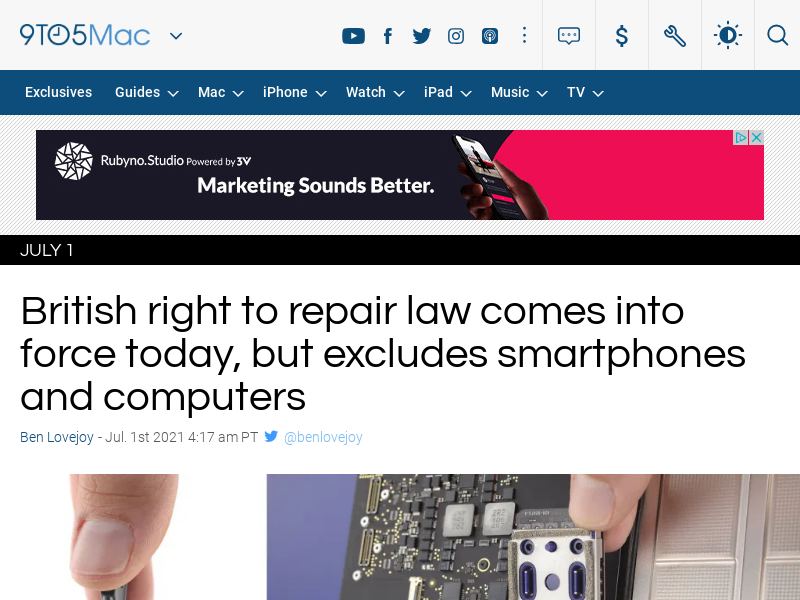 9TO5Mac
$
Exclusives Guides Mac iPhone Watch iPad Music TV
Rubyno.Studio Powered by 3V
Marketing Sounds Better.
JULY 1
British right to repair law comes into
force today, but excludes smartphones
and computers
Ben Lovejoy - Jul. 1st 2021 4:17 am PT @benlovejoy